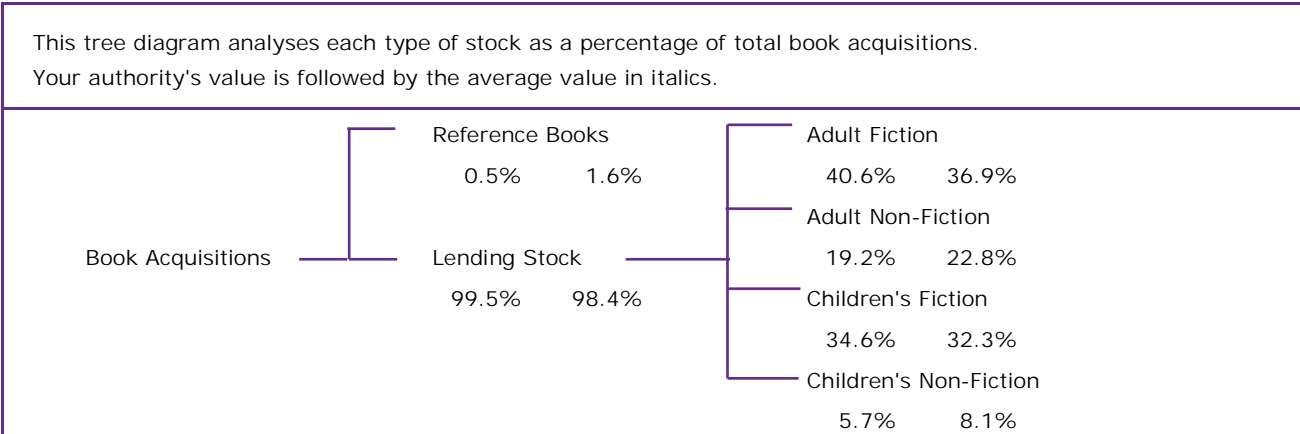 This tree diagram analyses each type of stock as a percentage of total book acquisitions.
Your authority's value is followed by the average value in italics.
Reference Books
0.5% 1.6%
Book Acquisitions
Lending Stock
99.5% 98.4%
Adult Fiction
40.6% 36.9%
Adult Non-Fiction
19.2% 22.8%
Children's Fiction
34.6% 32.3%
Children's Non-Fiction
5.7% 8.1%